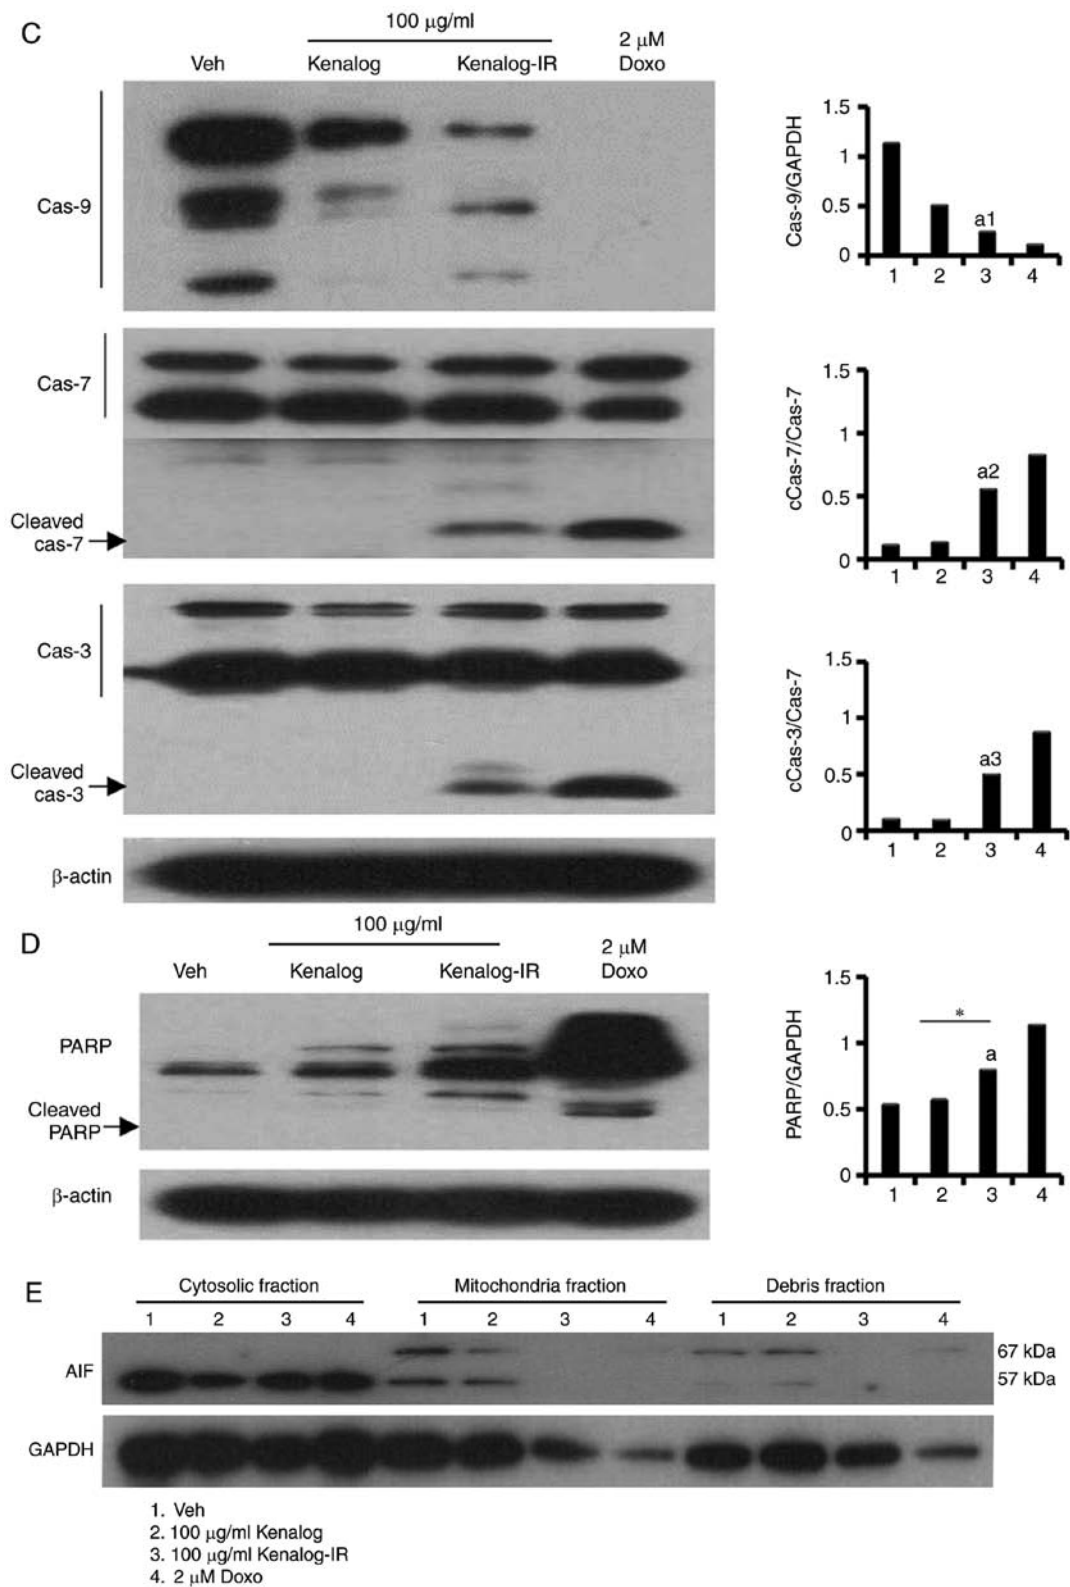 C
100 μg/ml
Veh
Kenalog
Kenalog-IR
2 μM
Doxo
Cas-9
Cas-7
Cleaved
cas-7
Cas-3
Cleaved
cas-3
β-actin
Cas-9/GAPDH
1.5
1
0.5
0
a1
1 2 3 4
cCas-7/Cas-7
1.5
1
0.5
0
a2
1 2 3 4
cCas-3/Cas-7
1.5
1
0.5
0
a3
1 2 3 4
D
100 μg/ml
Veh
Kenalog
Kenalog-IR
2 μM
Doxo
PARP
Cleaved
PARP
β-actin
PARP/GAPDH
1.5
1
0.5
0
*
a
1 2 3 4
E
Cytosolic fraction
Mitochondria fraction
Debris fraction
1 2 3 4 1 2 3 4 1 2 3 4
AIF
67 kDa
57 kDa
GAPDH
1. Veh
2. 100 μg/ml Kenalog
3. 100 μg/ml Kenalog-IR
4. 2 μM Doxo